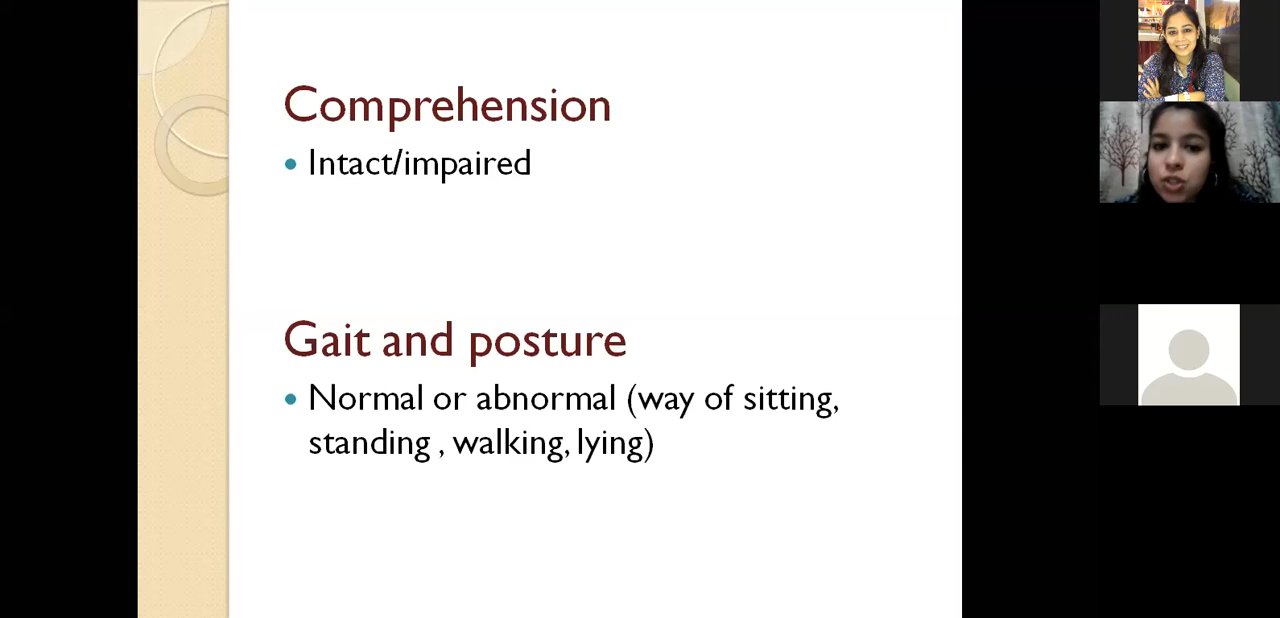 Comprehension
• Intact/impaired
Gait and posture
• Normal or abnormal (way of sitting,
standing , walking, lying)